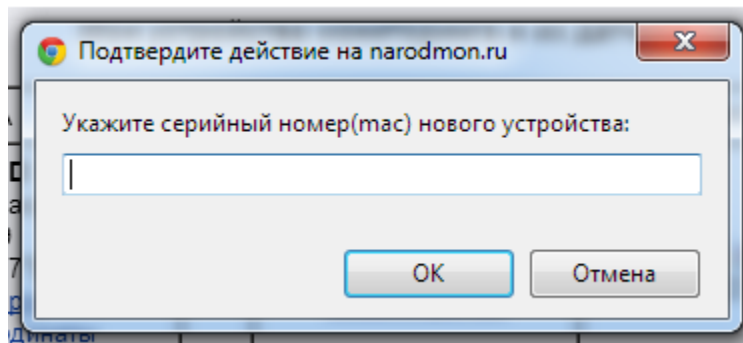 Подтвердите действие на narodmon.ru
Укажите серийный номер(mac) нового устройства:
OK
Отмена